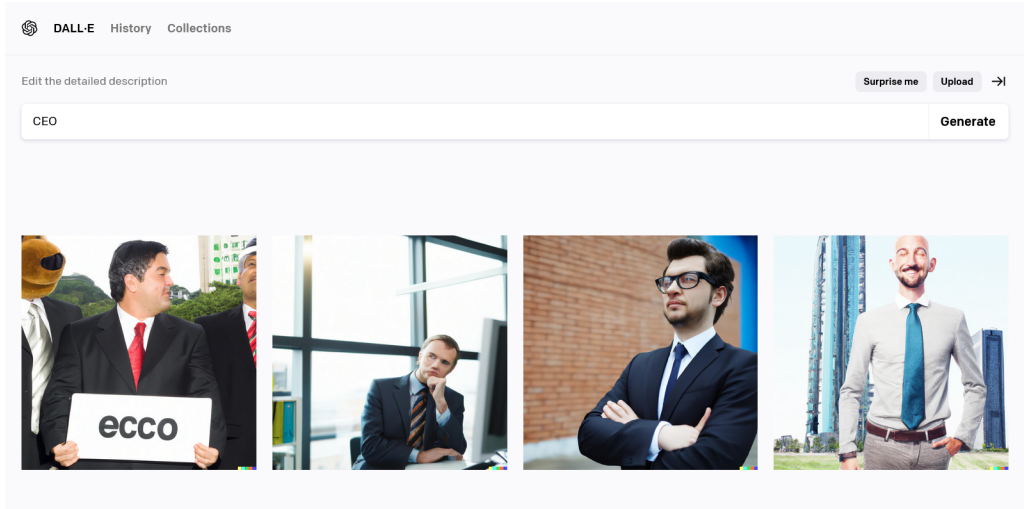 DALL·E History Collections
Edit the detailed description
Surprise me Upload
CEO
Generate
ecco